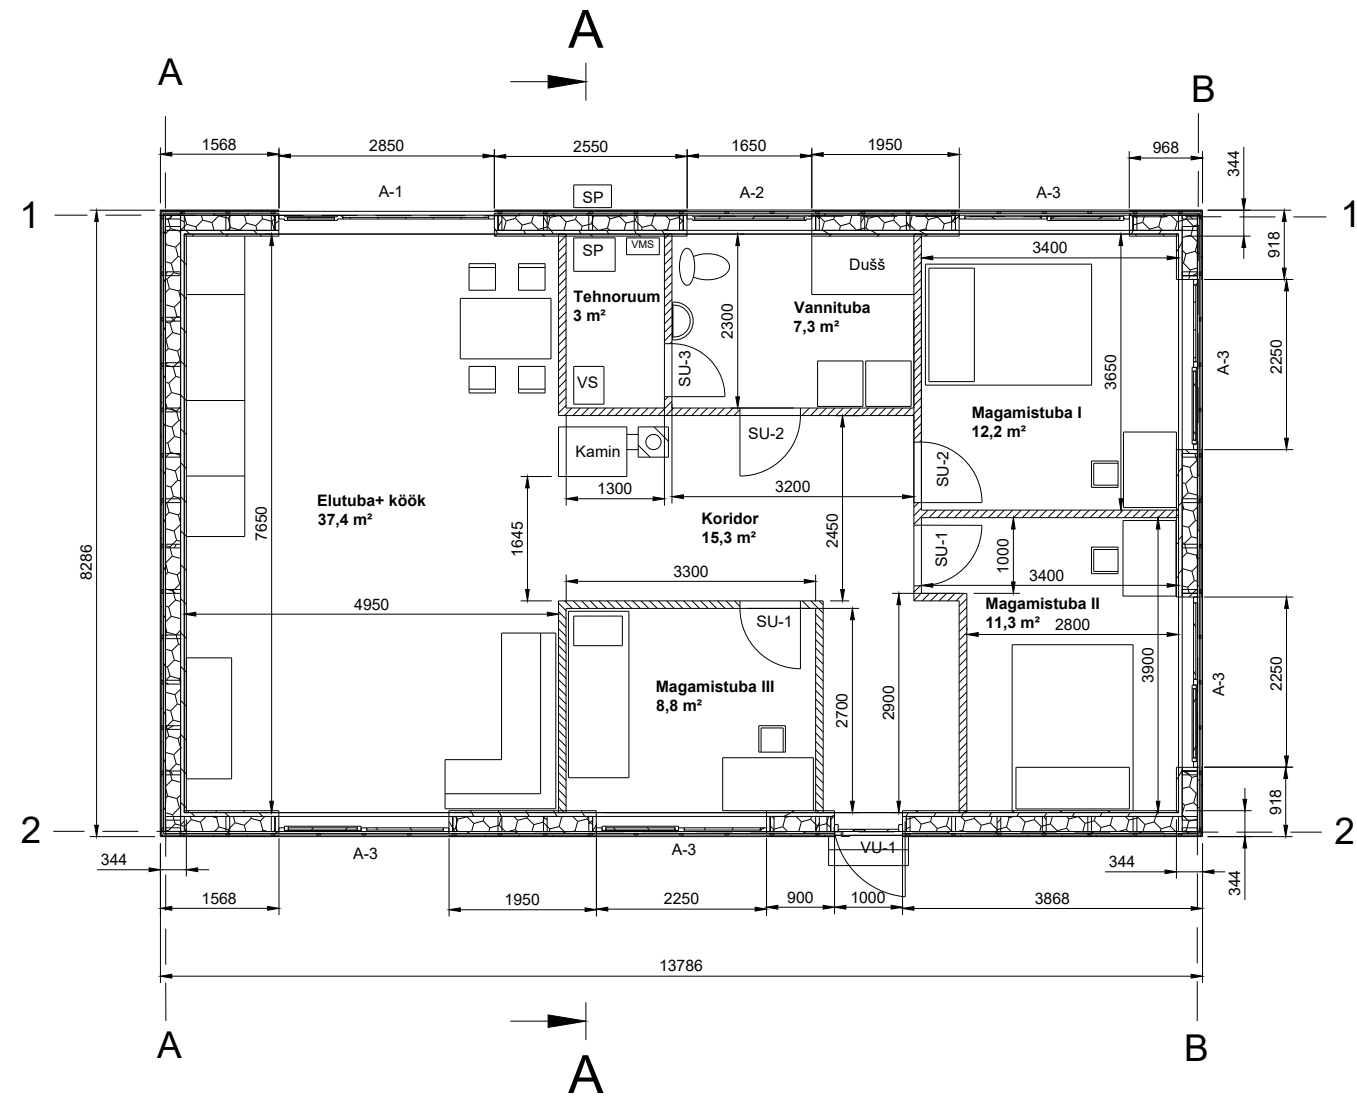 A
A
B
1568
2850
2550
1650
1950
968
344
A-1
SP
A-2
A-3
1
1
918
SP
VMS
Dušš
3400
Tehnoruum
3 m²
Vannituba
7,3 m²
2300
2250
A-3
3650
SU-3
VS
Magamistuba I
12,2 m²
SU-2
Kamin
SU-2
1300
3200
Elutuba+ köök
37,4 m²
Koridor
15,3 m²
7650
1645
2450
SU-1
1000
8286
3300
3400
4950
Magamistuba II
11,3 m²
SU-1
2800
Magamistuba III
8,8 m²
2700
2900
3900
2250
A-3
918
2
2
A-3
A-3
VU-1
344
344
344
1568
1950
2250
900
1000
3868
13786
A
A
B